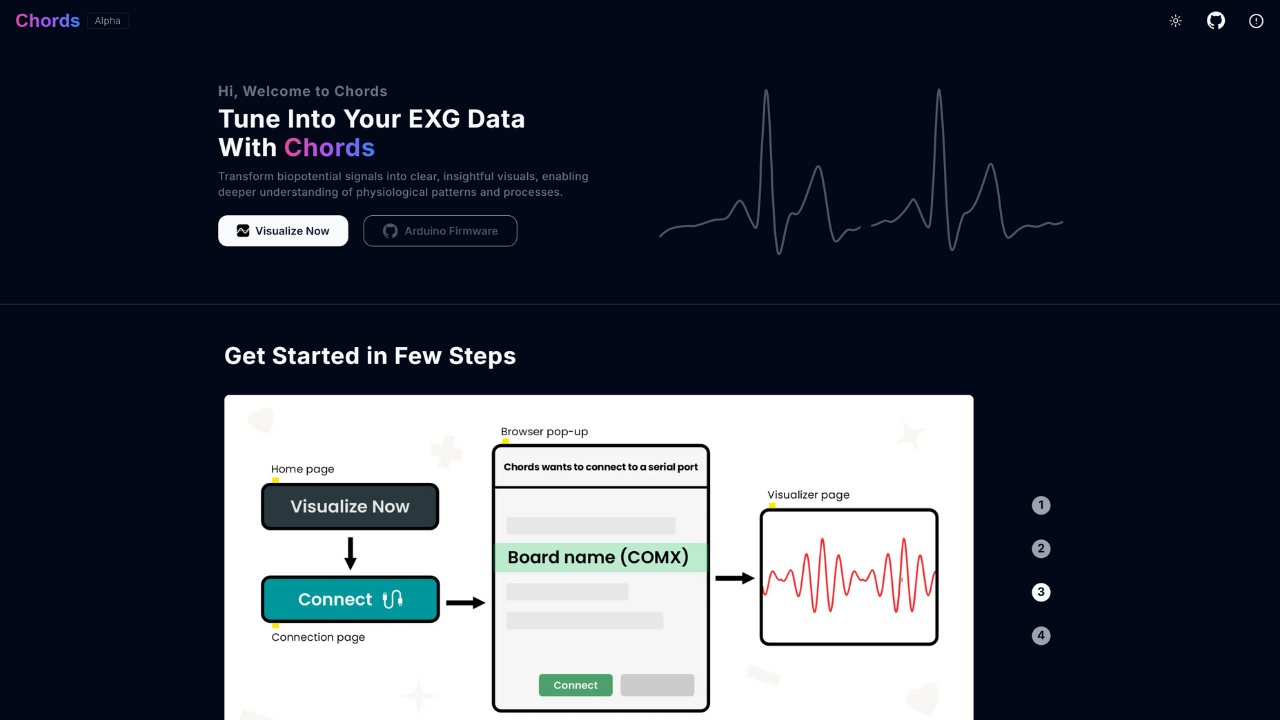 Chords
Alpha
Hi, Welcome to Chords
Tune Into Your EXG Data
With Chords
Transform biopotential signals into clear, insightful visuals, enabling
deeper understanding of physiological patterns and processes.
Visualize Now
Arduino Firmware
Get Started in Few Steps
Home page
Visualize Now
Connect
Connection page
Browser pop-up
Chords wants to connect to a serial port
Board name (COMX)
Connect
Visualizer page
1
2
3
4